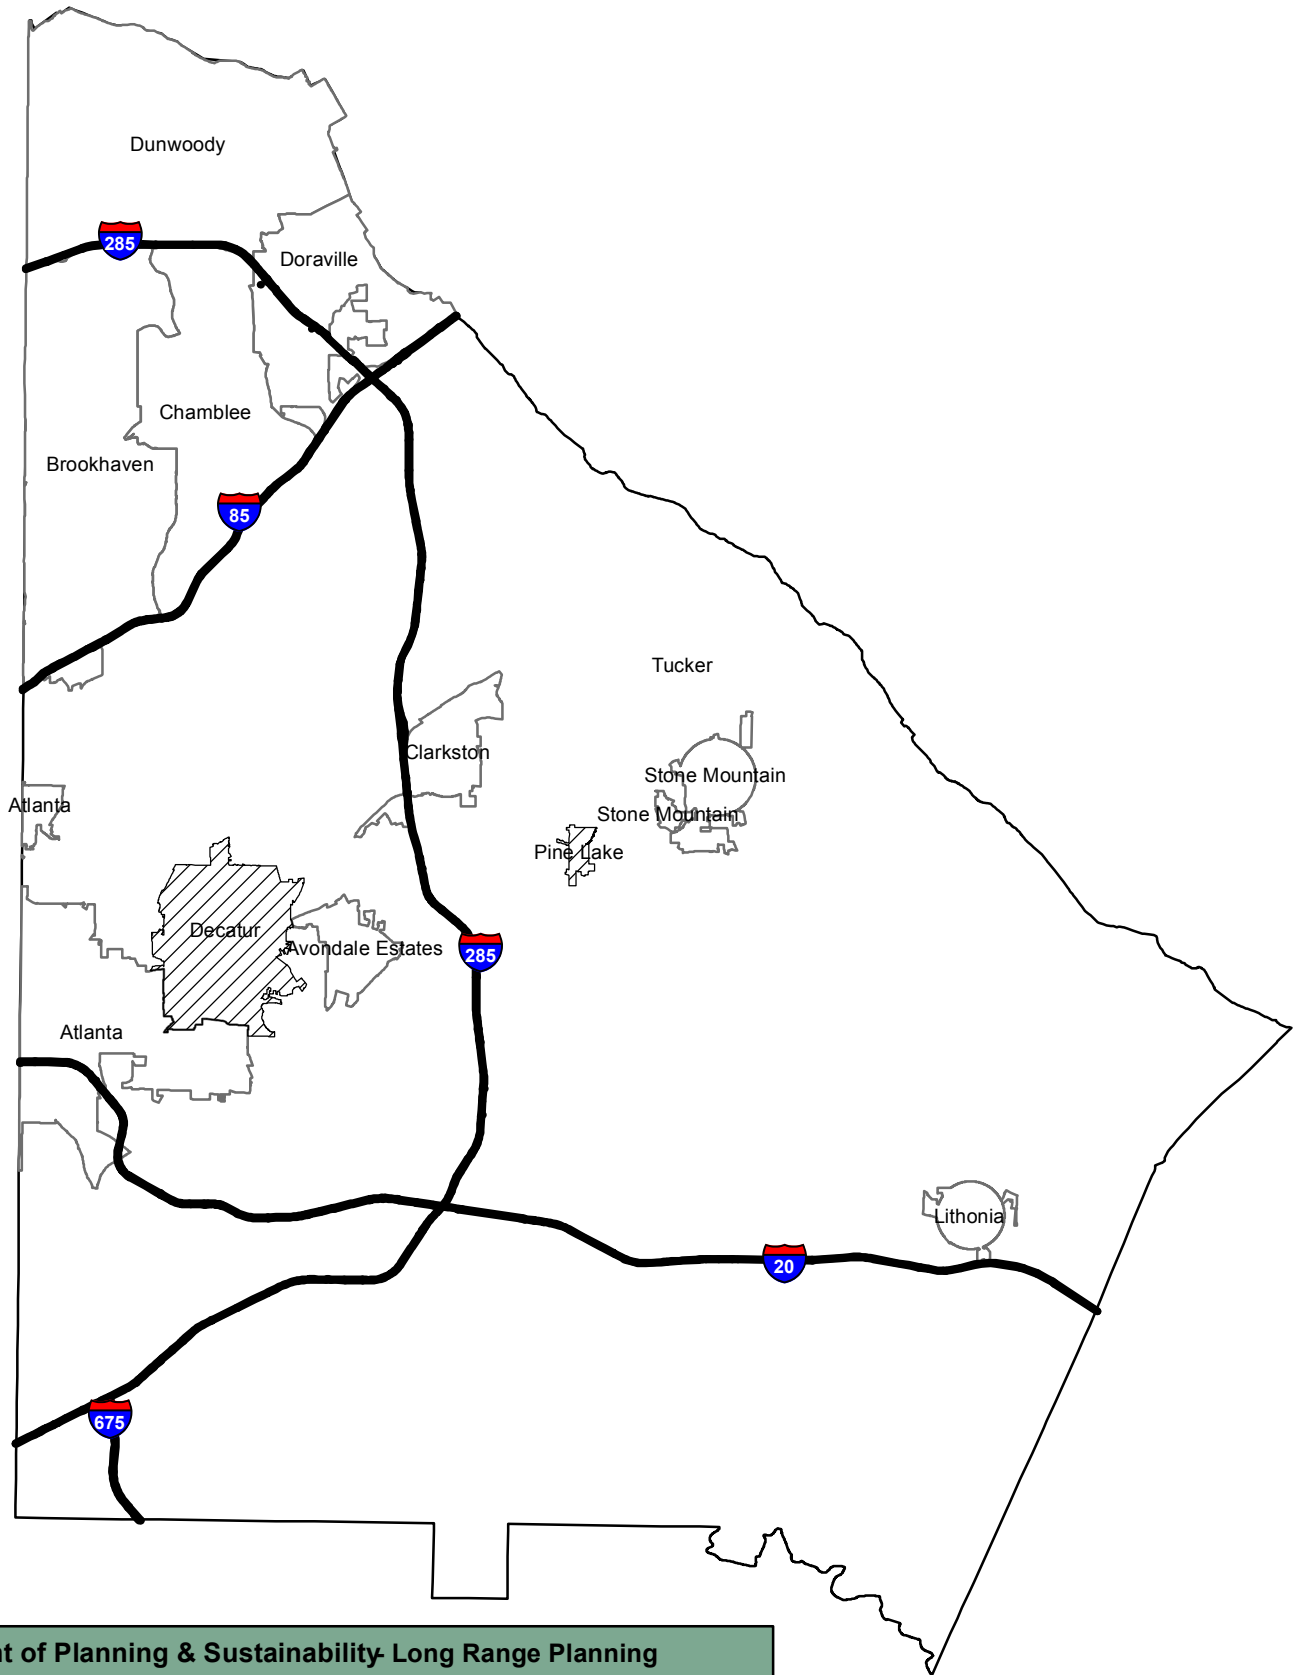 Dunwoody
285
Doraville
Chamblee
Brookhaven
85
Tucker
Clarkston
Stone Mountain
Atlanta
Stone Mountain
Pine Lake
Decatur
Avondale Estates
285
Atlanta
Lithonia
20
675
of Planning & Sustainability- Long Range Planning